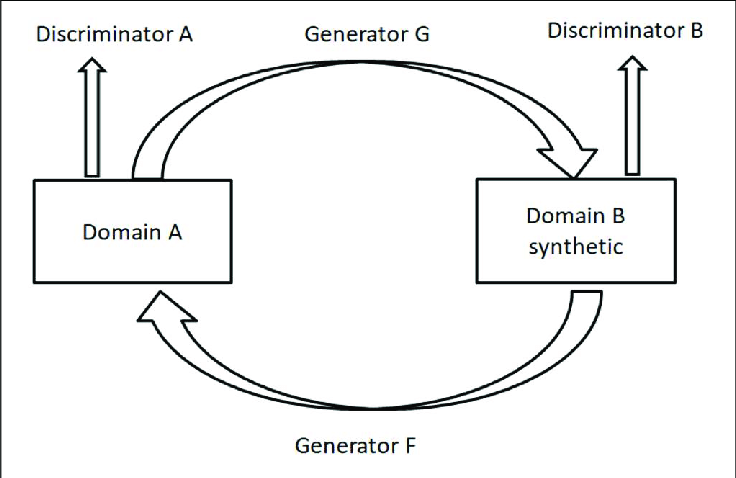 Discriminator A
Generator G
Discriminator B
Domain A
Domain B
synthetic
Generator F